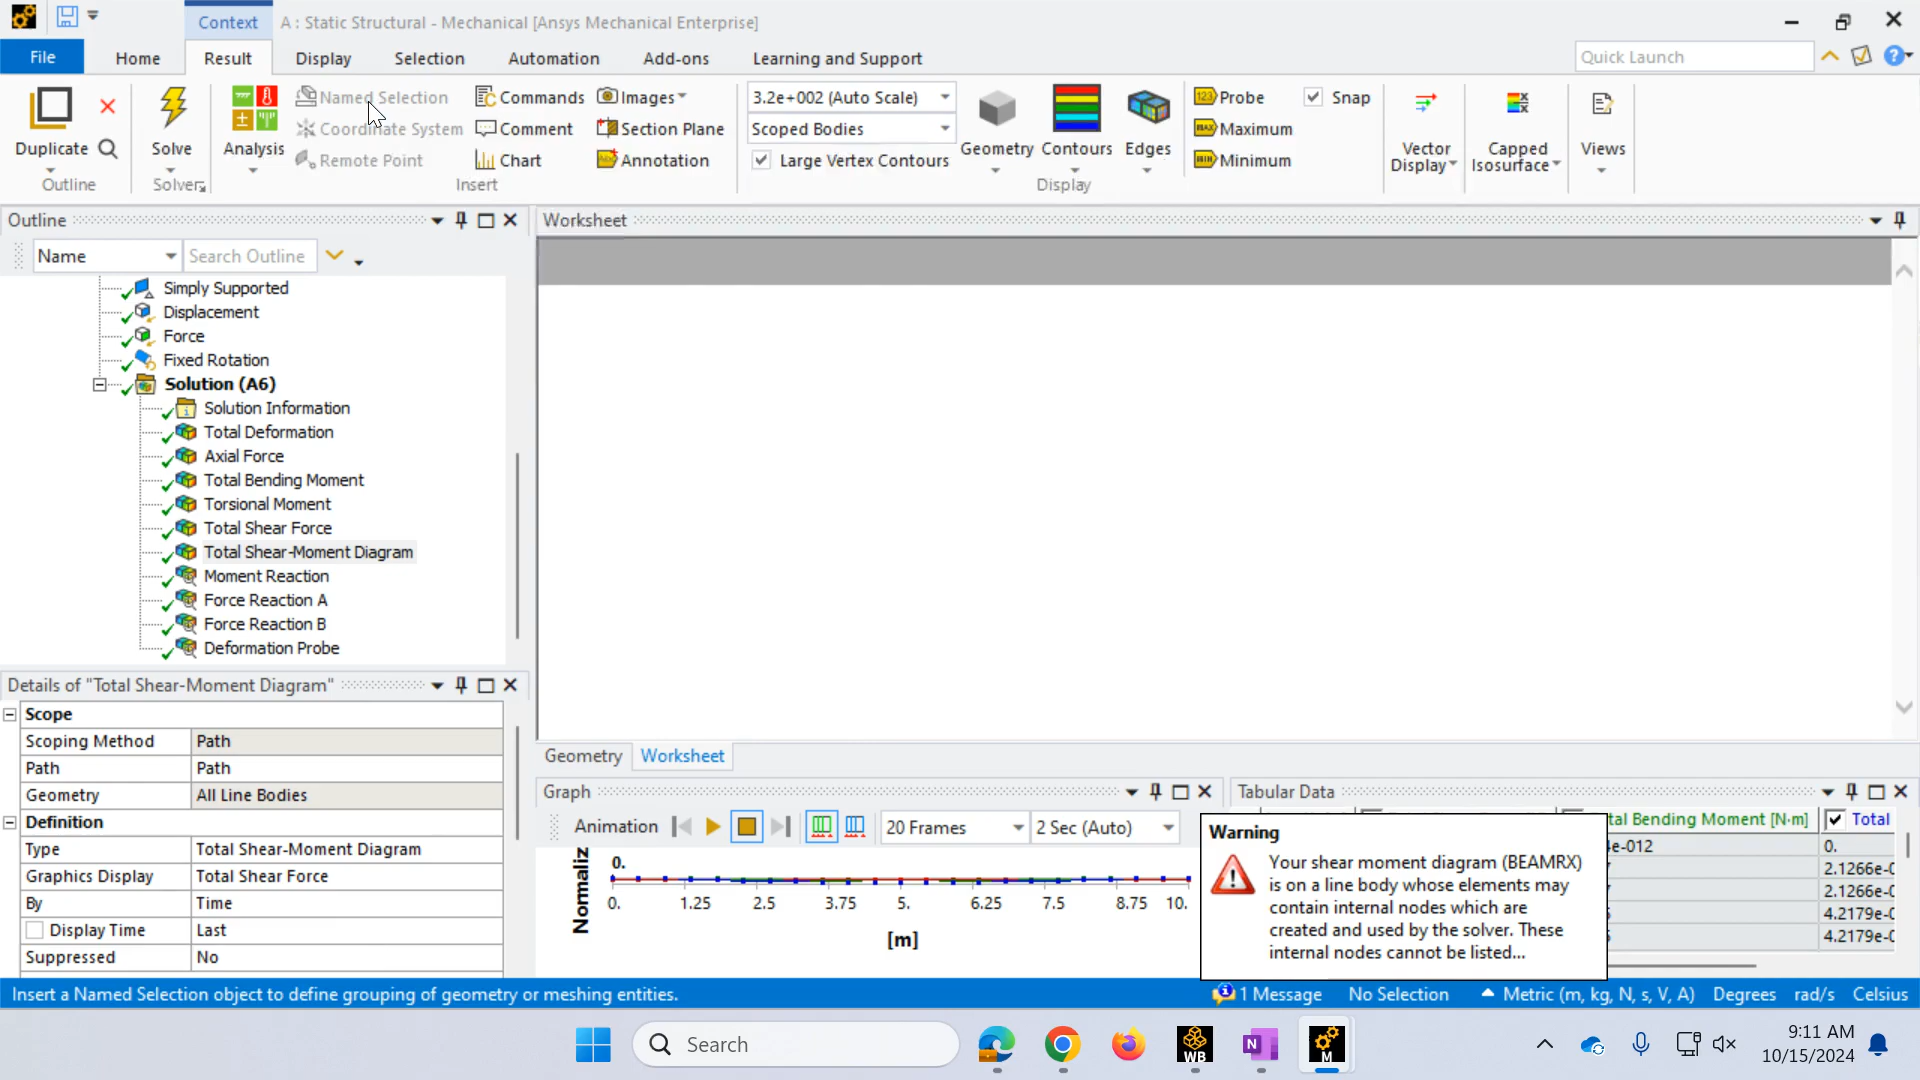 Context
A : Static Structural - Mechanical [Ansys Mechanical Enterprise]
File
Home
Result
Display
Selection
Automation
Add-ons
Learning and Support
Quick Launch
Duplicate
Outline
Solve
Solver
Analysis
Named Selection
Coordinate System
Remote Point
Commands
Comment
Chart
Images
Section Plane
Annotation
Insert
3.2e+002 (Auto Scale)
Scoped Bodies
Large Vertex Contours
Geometry
Contours
Edges
Display
Probe
Maximum
Minimum
Snap
Vector
Display
Capped
Isosurface
Views
Outline
Name
Search Outline
Simply Supported
Displacement
Force
Fixed Rotation
Solution (A6)
Solution Information
Total Deformation
Axial Force
Total Bending Moment
Torsional Moment
Total Shear Force
Total Shear-Moment Diagram
Moment Reaction
Force Reaction A
Force Reaction B
Deformation Probe
Details of "Total Shear-Moment Diagram"
Scope
Scoping Method Path
Path Path
Geometry All Line Bodies
Definition
Type Total Shear-Moment Diagram
Graphics Display Total Shear Force
By Time
Display Time Last
Suppressed No
Worksheet
Geometry
Worksheet
Graph
Animation
20 Frames
2 Sec (Auto)
Normaliz
0.
0. 1.25 2.5 3.75 5. 6.25 7.5 8.75 10.
[m]
Tabular Data
tal Bending Moment [N·m]
Total
e-012 0.
2.1266e-0
2.1266e-0
4.2179e-0
4.2179e-0
Warning
Your shear moment diagram (BEAMRX)
is on a line body whose elements may
contain internal nodes which are
created and used by the solver. These
internal nodes cannot be listed...
Insert a Named Selection object to define grouping of geometry or meshing entities.
1 Message
No Selection
Metric (m, kg, N, s, V, A)
Degrees
rad/s
Celsius
Search
WB
N
M
9:11 AM
10/15/2024